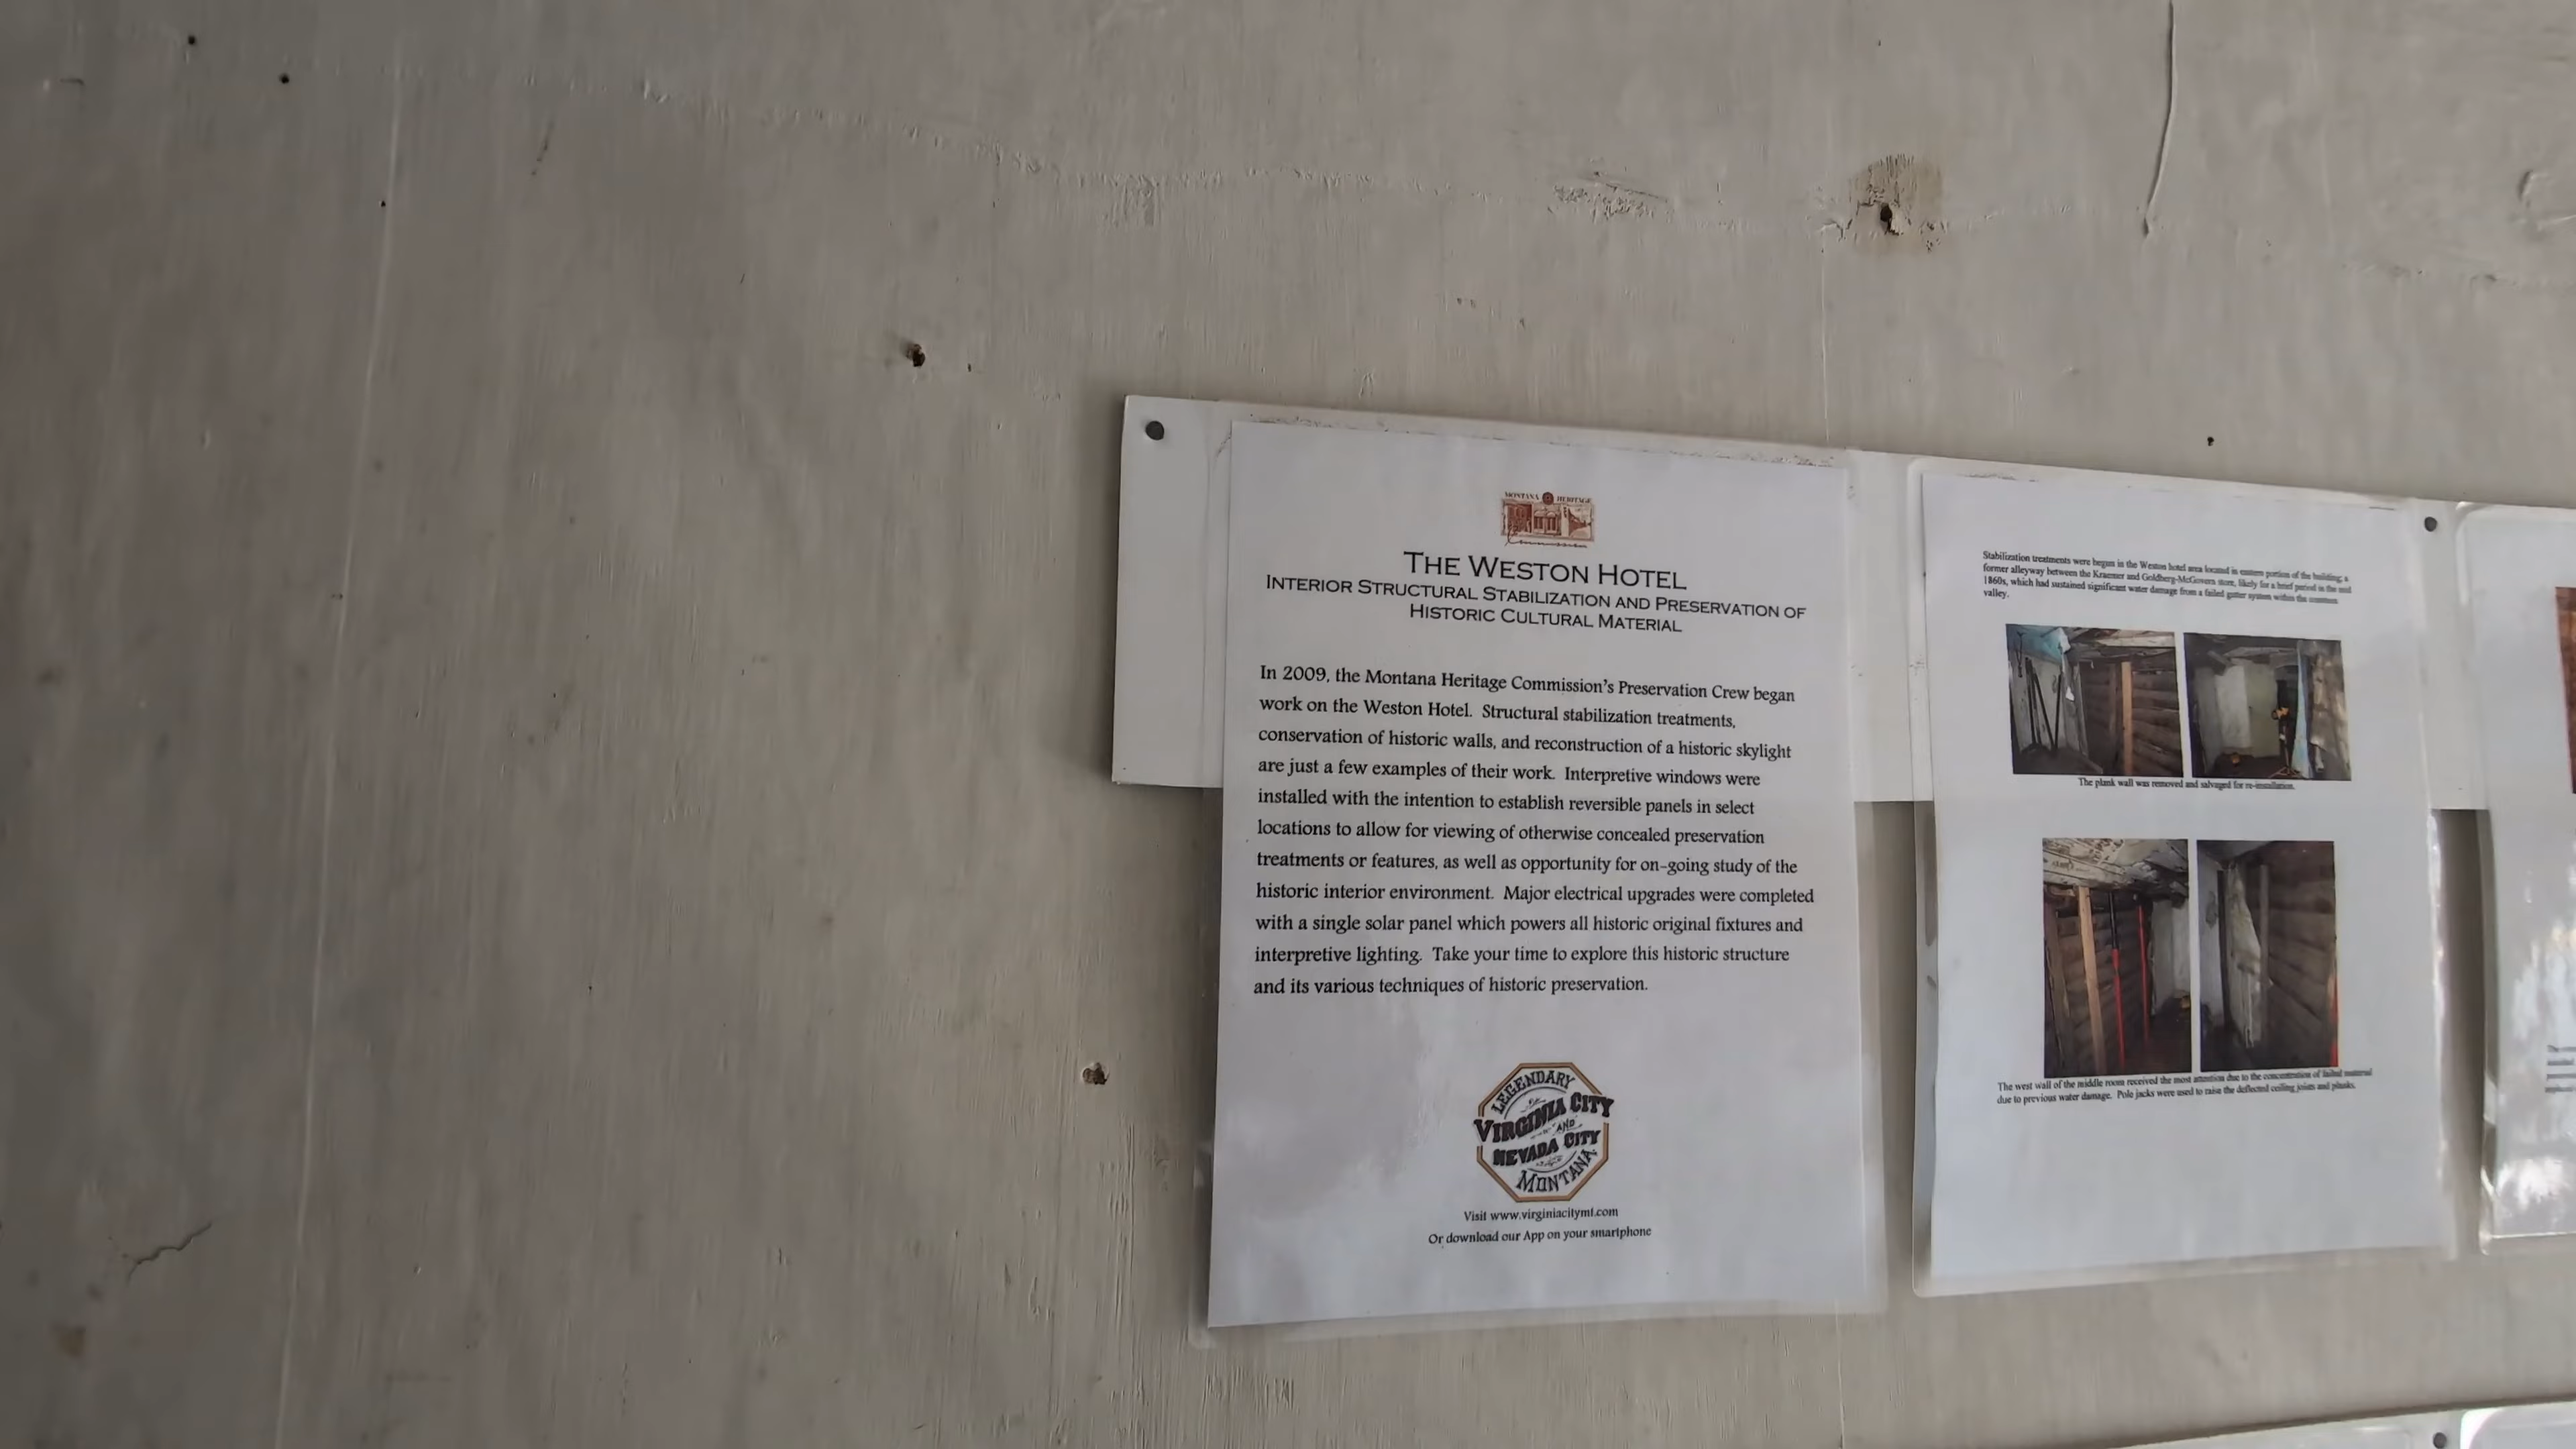 MONTANA HERITAGE
Commission
THE WESTON HOTEL
INTERIOR STRUCTURAL STABILIZATION AND PRESERVATION OF
HISTORIC CULTURAL MATERIAL
In 2009, the Montana Heritage Commission's Preservation Crew began
work on the Weston Hotel. Structural stabilization treatments,
conservation of historic walls, and reconstruction of a historic skylight
are just a few examples of their work. Interpretive windows were
installed with the intention to establish reversible panels in select
locations to allow for viewing of otherwise concealed preservation
treatments or features, as well as opportunity for on-going study of the
historic interior environment. Major electrical upgrades were completed
with a single solar panel which powers all historic original fixtures and
interpretive lighting. Take your time to explore this historic structure
and its various techniques of historic preservation.
LEGENDARY
VIRGINIA CITY
AND
NEVADA CITY
MONTANA
Visit www.virginiacitymt.com
Or download our App on your smartphone
Stabilization treatments were began in the Weston hotel area located in eastern portion of the building; a
former alleyway between the Kraemer and Goldberg-McGovern store, likely for a brief period in the mid
1860s, which had sustained significant water damage from a failed gutter system within the common
valley.
The plank wall was removed and salvaged for re-installation.
The west wall of the middle room received the most attention due to the concentration of failed material
due to previous water damage. Pole jacks were used to raise the deflected ceiling joists and planks.